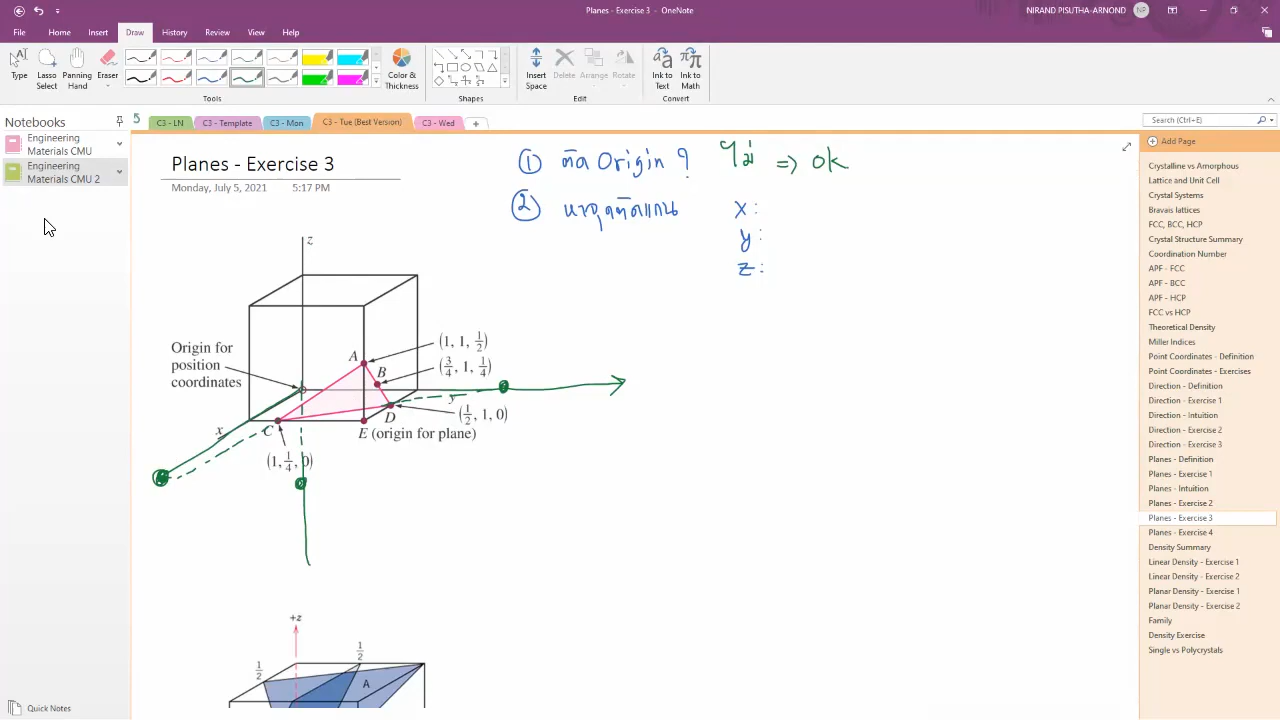 Planes - Exercise 3 - OneNote
NIRAND PISUTHA-ARNOND NP
File Home Insert Draw History Review View Help
Type
Lasso Select
Panning Hand
Eraser
Color & Thickness
Insert Space
Delete
Arrange
Rotate
Ink to Text
Ink to Math
Tools
Shapes
Edit
Convert
Notebooks
5
C3 - LN
C3 - Template
C3 - Mon
C3 - Tue (Best Version)
C3 - Wed
+
Search (Ctrl+E)
Engineering Materials CMU
Engineering Materials CMU 2
Quick Notes
Planes - Exercise 3
Monday, July 5, 2021 5:17 PM
① ติด Origin ? ไม่ => ok
② หาจุดตัดแกน x :
y :
z :
z
Origin for
position
coordinates
A
(1, 1, 1/2)
B
(3/4, 1, 1/4)
y
D
(1/2, 1, 0)
x
C
E (origin for plane)
(1, 1/4, 0)
+z
1/2
1/2
A
Add Page
Crystalline vs Amorphous
Lattice and Unit Cell
Crystal Systems
Bravais lattices
FCC, BCC, HCP
Crystal Structure Summary
Coordination Number
APF - FCC
APF - BCC
APF - HCP
FCC vs HCP
Theoretical Density
Miller Indices
Point Coordinates - Definition
Point Coordinates - Exercises
Direction - Definition
Direction - Exercise 1
Direction - Intuition
Direction - Exercise 2
Direction - Exercise 3
Planes - Definition
Planes - Exercise 1
Planes - Intuition
Planes - Exercise 2
Planes - Exercise 3
Planes - Exercise 4
Density Summary
Linear Density - Exercise 1
Linear Density - Exercise 2
Planar Density - Exercise 1
Planar Density - Exercise 2
Family
Density Exercise
Single vs Polycrystals